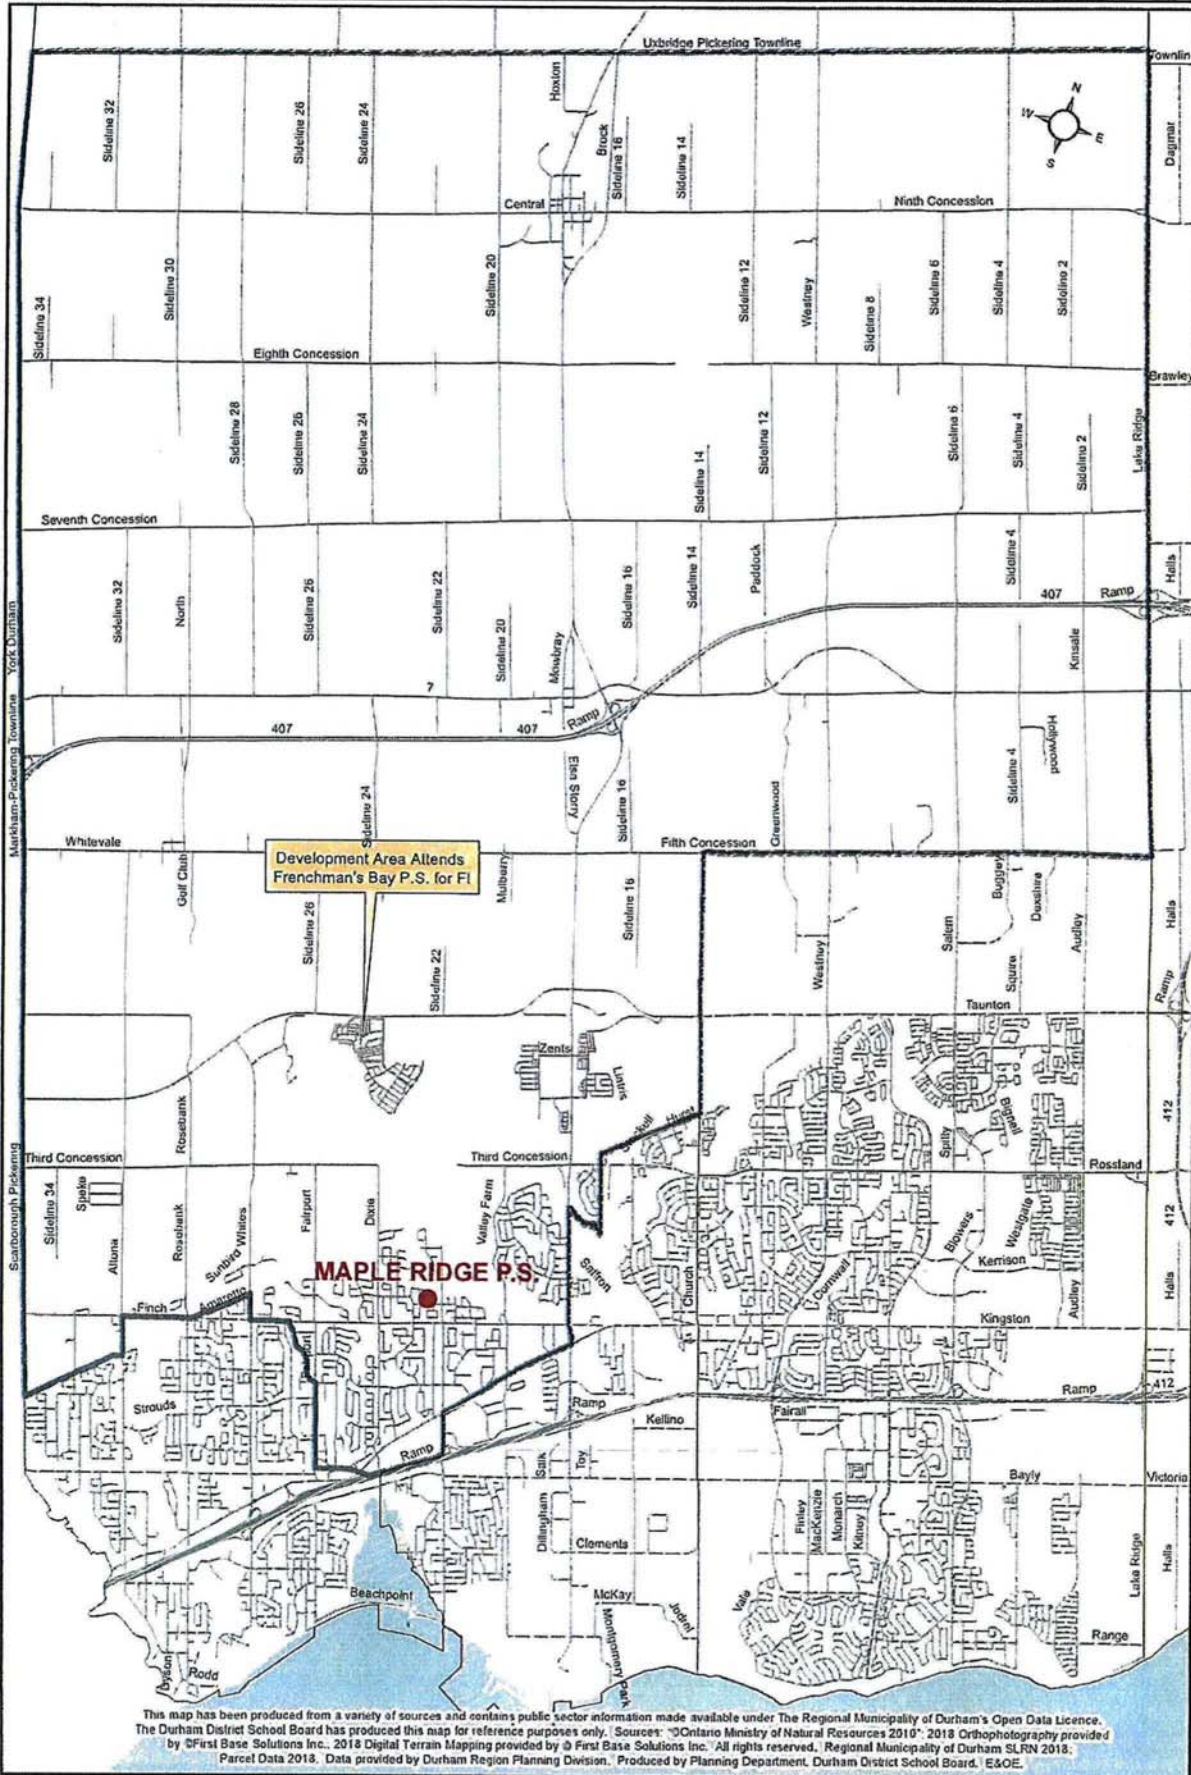 Uxbridge Pickering Townline
Townlin
N
W
E
S
Sideline 32
Sideline 26
Sideline 24
Hoxton
Brock
Sideline 16
Sideline 14
Dagmar
Central
Ninth Concession
Sideline 34
Sideline 30
Sideline 20
Sideline 12
Westney
Sideline 8
Sideline 6
Sideline 4
Sideline 2
Eighth Concession
Brawley
Sideline 28
Sideline 26
Sideline 24
Sideline 14
Sideline 12
Sideline 6
Sideline 4
Sideline 2
Lake Ridge
Seventh Concession
York Durham
Sideline 32
North
Sideline 26
Sideline 22
Sideline 20
Mowbray
Sideline 16
Sideline 14
Paddock
Sideline 4
407
Ramp
Halls
Kinsale
7
Ramp
407
407
Markham-Pickering Townline
Elsa Storry
Sideline 16
Greenwood
Sideline 4
Hollywood
Whitevale
Sideline 24
Fifth Concession
Development Area Attends
Frenchman's Bay P.S. for FI
Golf Club
Mulberry
Sideline 26
Sideline 22
Sideline 16
Westney
Salem
Buggey
Duxshire
Squire
Audley
Halls
Ramp
Taunton
Zents
Linus
Hurst
Spilly
Bignell
412
Rosebank
Scarborough Pickering
Third Concession
Third Concession
Rossland
Sideline 34
Speke
Altona
Rosebank
Sunbird
Whites
Fairport
Dixie
Valley Farm
Saffron
Church
Cornwall
Blowers
Westgate
Kerrison
Audley
412
Halls
MAPLE RIDGE P.S.
Finch
Amaretto
Kingston
Strouds
Ramp
Ramp
Kellino
Fairall
Ramp
412
Salk
Toy
Bayly
Victoria
Dillingham
Clements
Finley
MacKenzie
Monarch
Kitney
Beachpoint
McKay
Jodrel
Montgomery Park
Vale
Lake Ridge
Halls
Range
Dyson
Rodd
This map has been produced from a variety of sources and contains public sector information made available under The Regional Municipality of Durham's Open Data Licence.
The Durham District School Board has produced this map for reference purposes only. Sources: "©Ontario Ministry of Natural Resources 2010"; 2018 Orthophotography provided
by ©First Base Solutions Inc., 2018 Digital Terrain Mapping provided by © First Base Solutions Inc. All rights reserved. Regional Municipality of Durham SLRN 2018;
Parcel Data 2018. Data provided by Durham Region Planning Division. Produced by Planning Department, Durham District School Board. E&OE.